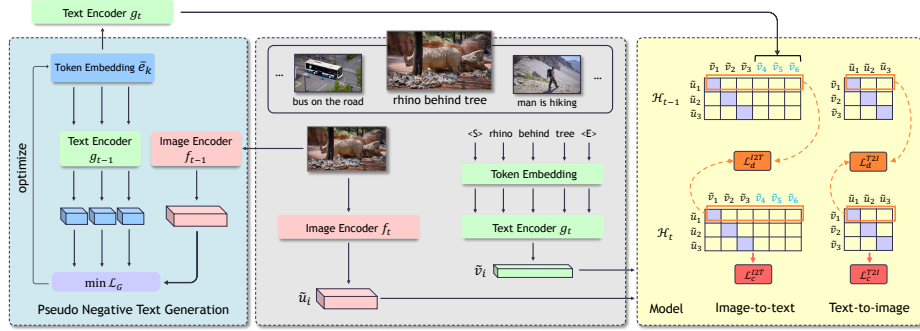 Text Encoder g_t
Token Embedding ẽ_k
Text Encoder
g_{t-1}
Image Encoder
f_{t-1}
optimize
min 𝓛_G
Pseudo Negative Text Generation
...
bus on the road
rhino behind tree
man is hiking
...
<S> rhino behind tree <E>
Token Embedding
Image Encoder f_t
Text Encoder g_t
ṽ_i
ũ_i
ṽ_1 ṽ_2 ṽ_3 ṽ_4 ṽ_5 ṽ_6
ũ_1
ũ_2
ũ_3
ũ_1 ũ_2 ũ_3
ṽ_1
ṽ_2
ṽ_3
ℋ_{t-1}
𝓛_d^{I2T}
𝓛_d^{T2I}
ṽ_1 ṽ_2 ṽ_3 ṽ_4 ṽ_5 ṽ_6
ũ_1
ũ_2
ũ_3
ũ_1 ũ_2 ũ_3
ṽ_1
ṽ_2
ṽ_3
ℋ_t
𝓛_c^{I2T}
𝓛_c^{T2I}
Model
Image-to-text
Text-to-image